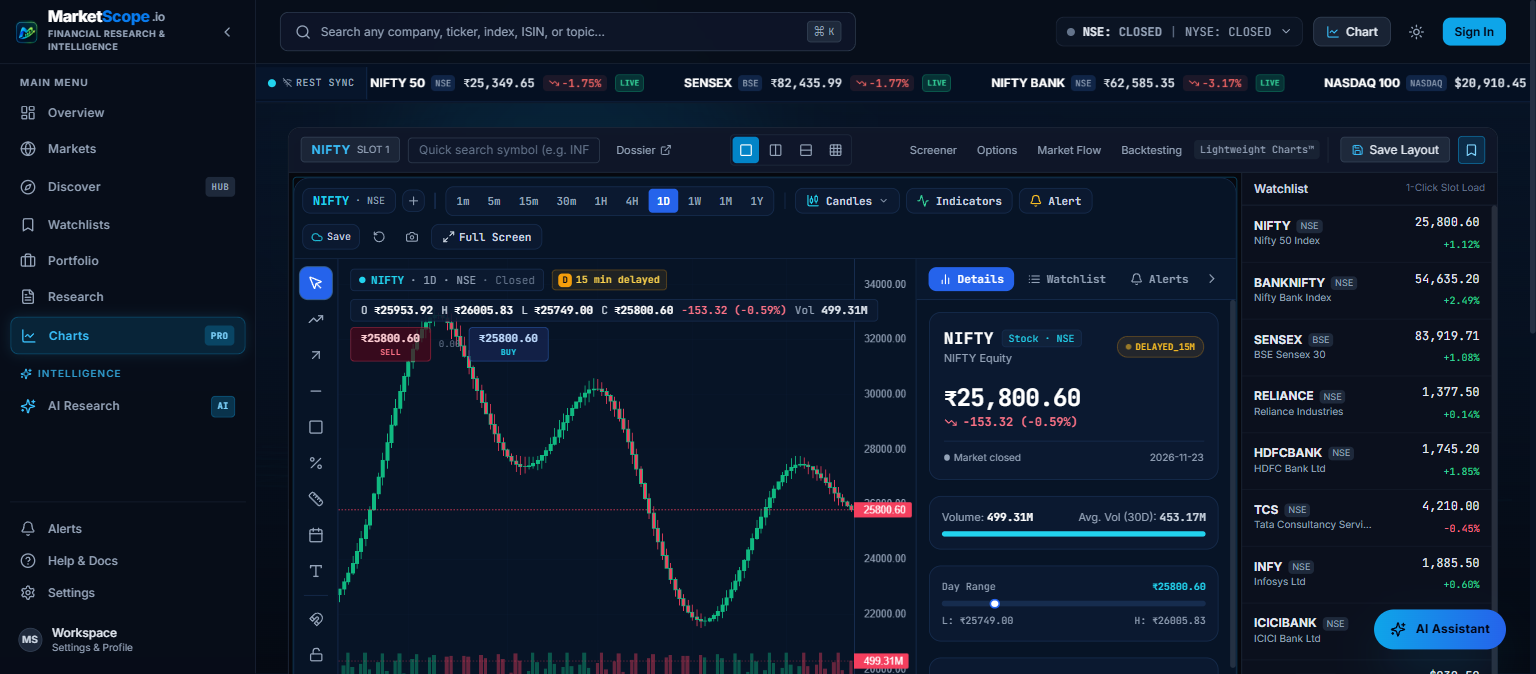 MarketScope.io
FINANCIAL RESEARCH &
INTELLIGENCE
Search any company, ticker, index, ISIN, or topic...
⌘ K
NSE: CLOSED | NYSE: CLOSED
Chart
Sign In
MAIN MENU
Overview
Markets
Discover HUB
Watchlists
Portfolio
Research
Charts PRO
INTELLIGENCE
AI Research AI
Alerts
Help & Docs
Settings
MS
Workspace
Settings & Profile
REST SYNC
NIFTY 50 NSE ₹25,349.65 -1.75% LIVE
SENSEX BSE ₹82,435.99 -1.77% LIVE
NIFTY BANK NSE ₹62,585.35 -3.17% LIVE
NASDAQ 100 NASDAQ $20,910.45
NIFTY SLOT 1
Quick search symbol (e.g. INF
Dossier
Screener
Options
Market Flow
Backtesting
Lightweight Charts™
Save Layout
NIFTY · NSE
1m 5m 15m 30m 1H 4H 1D 1W 1M 1Y
Candles
Indicators
Alert
Save
Full Screen
NIFTY · 1D · NSE · Closed
D 15 min delayed
O ₹25953.92 H ₹26005.83 L ₹25749.00 C ₹25800.60 -153.32 (-0.59%) Vol 499.31M
₹25800.60
SELL
₹25800.60
BUY
34000.00
32000.00
30000.00
28000.00
26000.00
25800.60
24000.00
22000.00
499.31M
20000.00
Details
Watchlist
Alerts
NIFTY Stock · NSE
NIFTY Equity
DELAYED_15M
₹25,800.60
-153.32 (-0.59%)
Market closed
2026-11-23
Volume: 499.31M
Avg. Vol (30D): 453.17M
Day Range
₹25800.60
L: ₹25749.00
H: ₹26005.83
Watchlist
1-Click Slot Load
NIFTY NSE 25,800.60
Nifty 50 Index +1.12%
BANKNIFTY NSE 54,635.20
Nifty Bank Index +2.49%
SENSEX BSE 83,919.71
BSE Sensex 30 +1.08%
RELIANCE NSE 1,377.50
Reliance Industries +0.14%
HDFCBANK NSE 1,745.20
HDFC Bank Ltd +1.85%
TCS NSE 4,210.00
Tata Consultancy Servi... -0.45%
INFY NSE 1,885.50
Infosys Ltd +0.60%
ICICIBANK NSE
ICICI Bank Ltd
AI Assistant